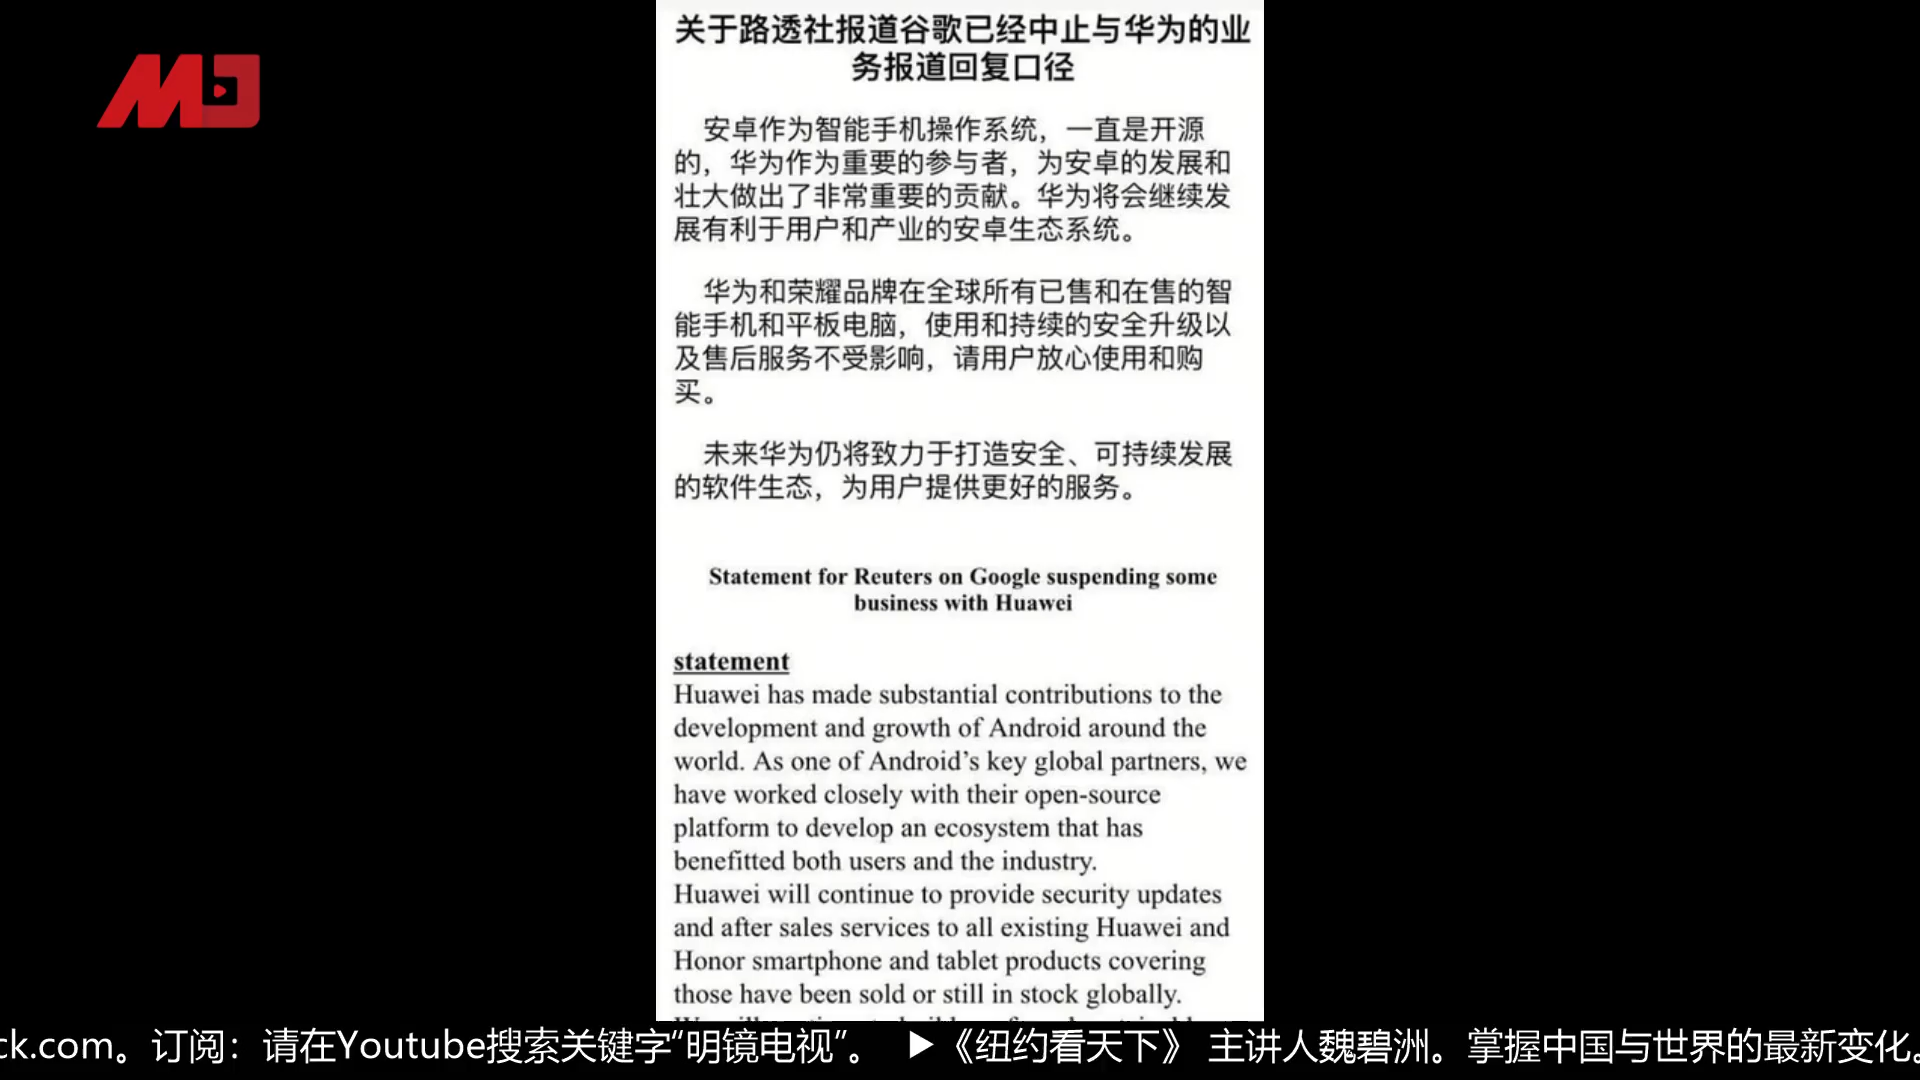 关于路透社报道谷歌已经中止与华为的业
务报道回复口径
安卓作为智能手机操作系统，一直是开源
的，华为作为重要的参与者，为安卓的发展和
壮大做出了非常重要的贡献。华为将会继续发
展有利于用户和产业的安卓生态系统。
华为和荣耀品牌在全球所有已售和在售的智
能手机和平板电脑，使用和持续的安全升级以
及售后服务不受影响，请用户放心使用和购
买。
未来华为仍将致力于打造安全、可持续发展
的软件生态，为用户提供更好的服务。
Statement for Reuters on Google suspending some
business with Huawei
statement
Huawei has made substantial contributions to the
development and growth of Android around the
world. As one of Android’s key global partners, we
have worked closely with their open-source
platform to develop an ecosystem that has
benefitted both users and the industry.
Huawei will continue to provide security updates
and after sales services to all existing Huawei and
Honor smartphone and tablet products covering
those have been sold or still in stock globally.
ck.com。订阅：请在Youtube搜索关键字“明镜电视”。 ▶《纽约看天下》 主讲人魏碧洲。掌握中国与世界的最新变化。